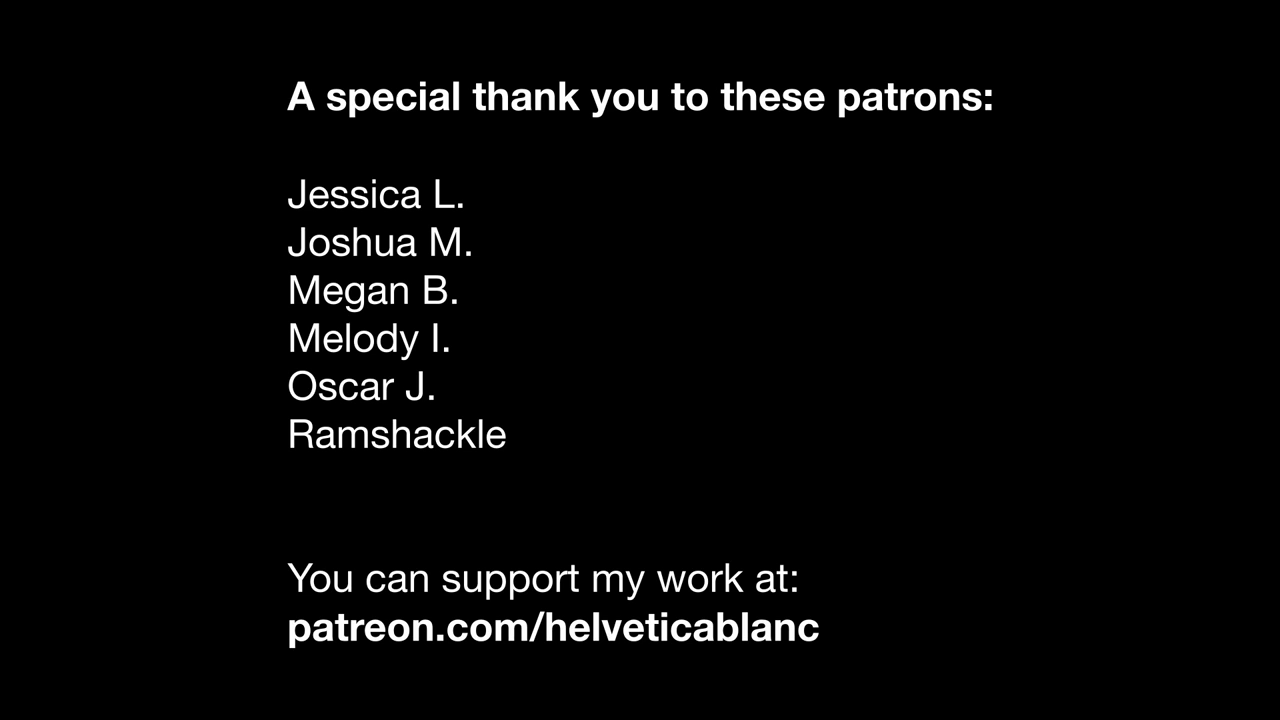 A special thank you to these patrons:
Jessica L.
Joshua M.
Megan B.
Melody I.
Oscar J.
Ramshackle
You can support my work at:
patreon.com/helveticablanc